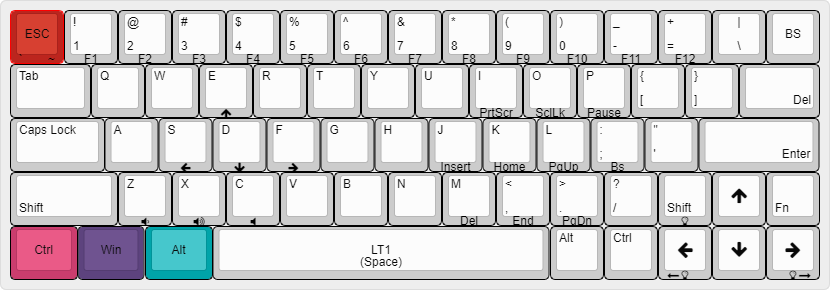 ESC ! @ # $ % ^ & * ( ) _ + | BS
1 2 3 4 5 6 7 8 9 0 - = \
` ~ F1 F2 F3 F4 F5 F6 F7 F8 F9 F10 F11 F12
Tab Q W E R T Y U I O P { }
[ ] Del
PrtScr SclLk Pause
Caps Lock A S D F G H J K L : "
; ' Enter
Insert Home PgUp Bs
Z X C V B N M < > ?
Shift , . / Shift Fn
Del End PgDn
Ctrl Win Alt LT1 Alt Ctrl
(Space)